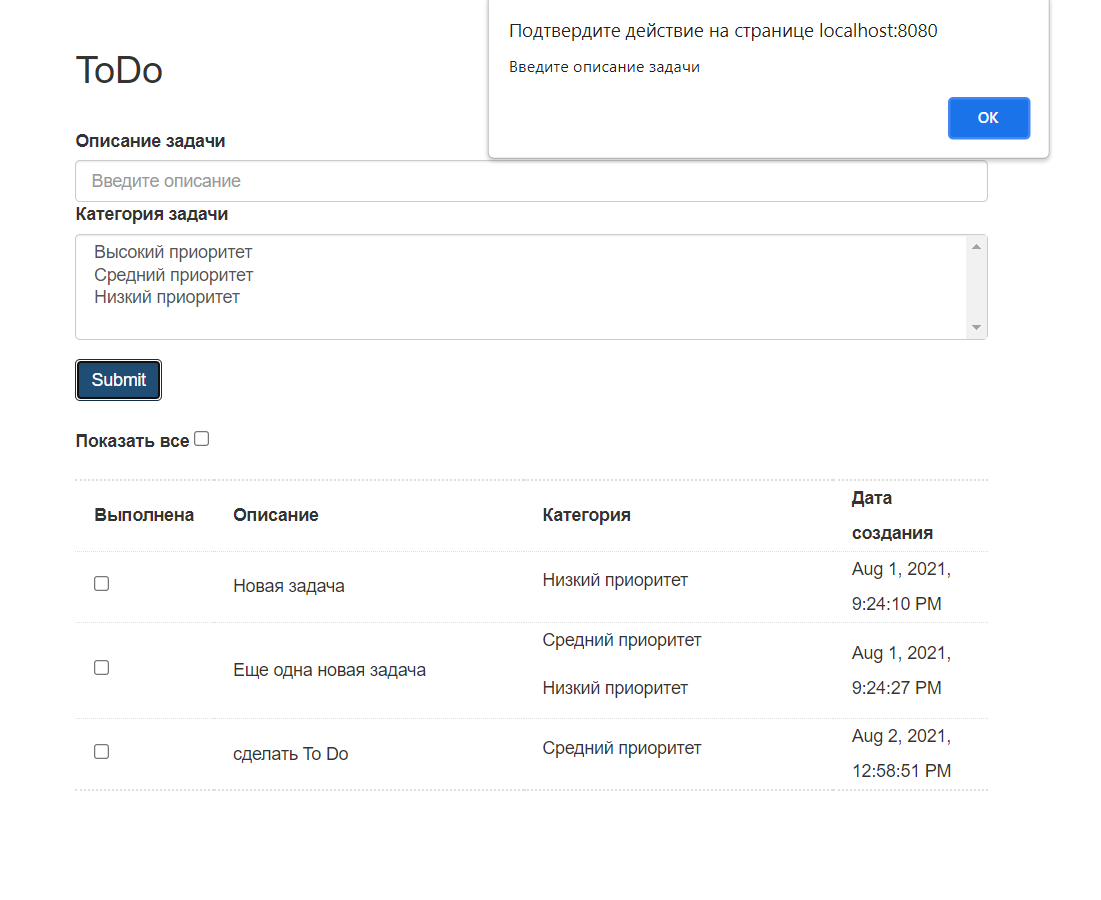 Подтвердите действие на странице localhost:8080
Введите описание задачи
OK
ToDo
Описание задачи
Введите описание
Категория задачи
Высокий приоритет
Средний приоритет
Низкий приоритет
Submit
Показать все
Выполнена Описание Категория Дата
создания
Новая задача Низкий приоритет Aug 1, 2021,
9:24:10 PM
Еще одна новая задача Средний приоритет Aug 1, 2021,
Низкий приоритет 9:24:27 PM
сделать To Do Средний приоритет Aug 2, 2021,
12:58:51 PM